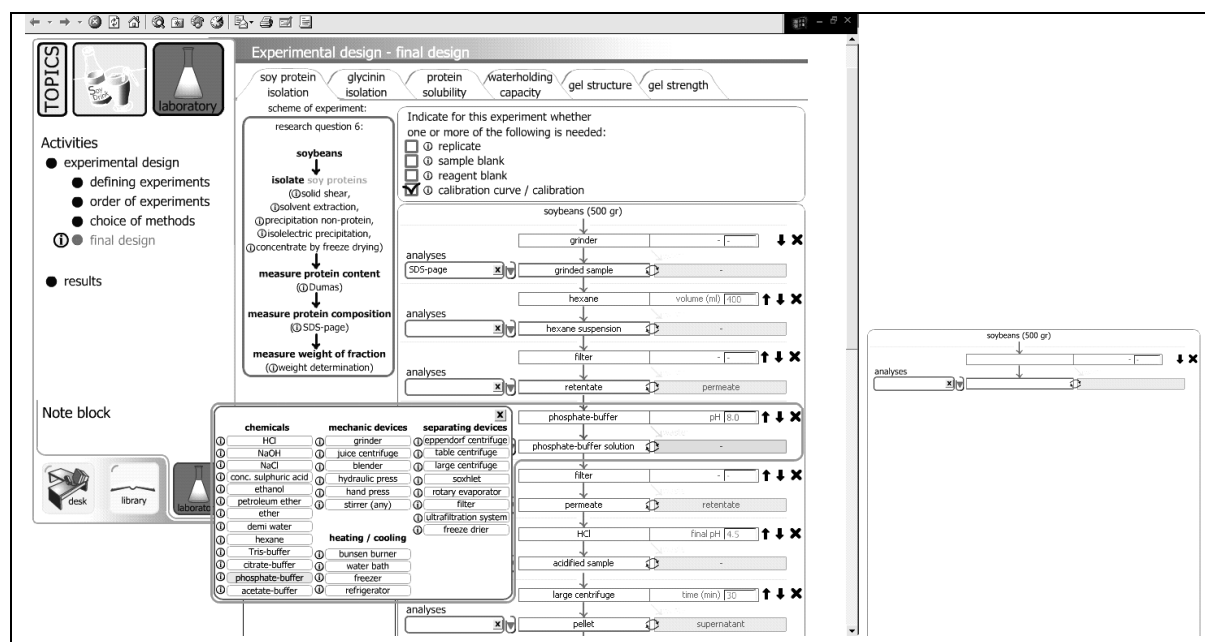 TOPICS
Soy
Drink
laboratory
Experimental design - final design
soy protein isolation
glycinin isolation
protein solubility
waterholding capacity
gel structure
gel strength
Activities
experimental design
defining experiments
order of experiments
choice of methods
final design
results
Note block
desk
library
laborato
scheme of experiment:
research question 6:
soybeans
isolate soy proteins
(solid shear,
solvent extraction,
precipitation non-protein,
isolelectric precipitation,
concentrate by freeze drying)
measure protein content
(Dumas)
measure protein composition
(SDS-page)
measure weight of fraction
(weight determination)
Indicate for this experiment whether
one or more of the following is needed:
replicate
sample blank
reagent blank
calibration curve / calibration
soybeans (500 gr)
grinder - -
analyses
SDS-page x grinded sample -
hexane volume (ml) 400
analyses
x hexane suspension -
filter - -
analyses
x retentate permeate
phosphate-buffer pH 8.0
phosphate-buffer solution -
filter - -
permeate retentate
HCl final pH 4.5
acidified sample -
large centrifuge time (min) 30
analyses
x pellet supernatant
x
chemicals
HCl
NaOH
NaCl
conc. sulphuric acid
ethanol
petroleum ether
ether
demi water
hexane
Tris-buffer
citrate-buffer
phosphate-buffer
acetate-buffer
mechanic devices
grinder
juice centrifuge
blender
hydraulic press
hand press
stirrer (any)
heating / cooling
bunsen burner
water bath
freezer
refrigerator
separating devices
eppendorf centrifuge
table centrifuge
large centrifuge
soxhlet
rotary evaporator
filter
ultrafiltration system
freeze drier
soybeans (500 gr)
- -
analyses
x